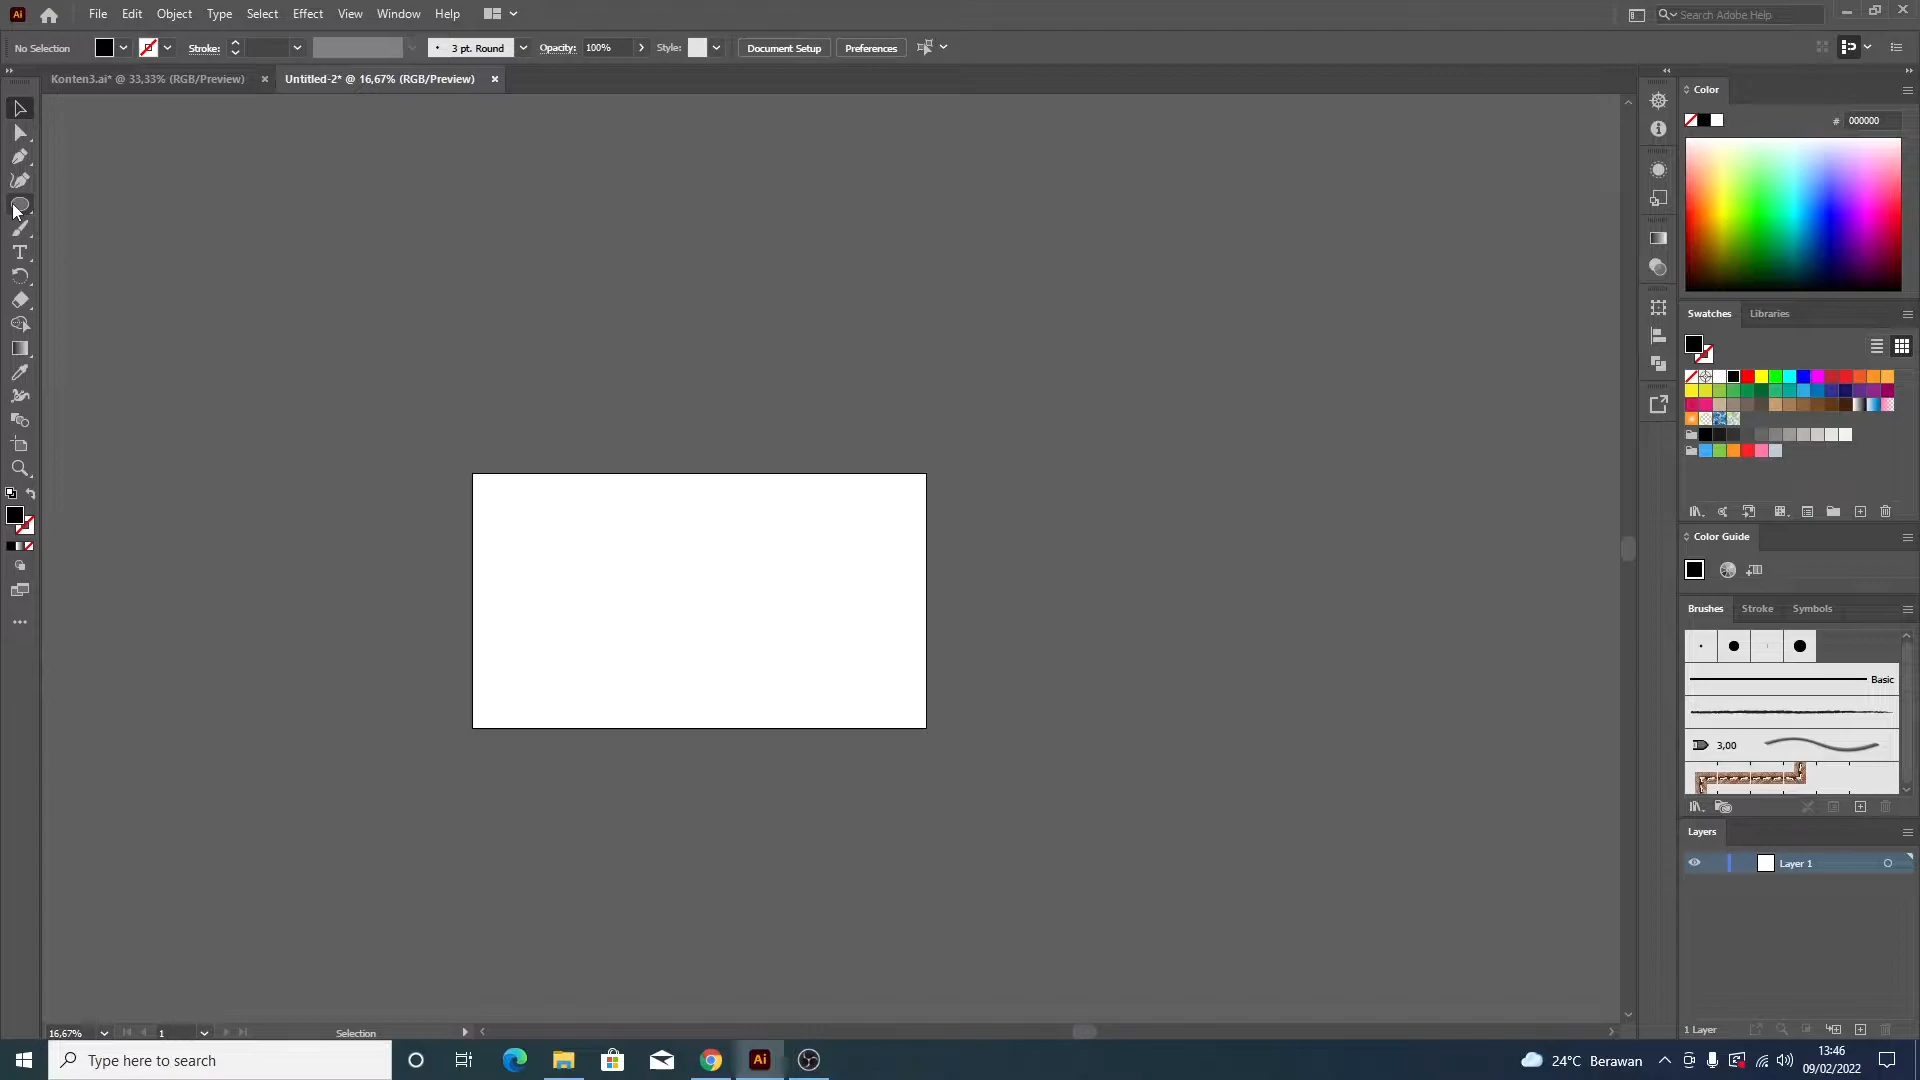 Ai File Edit Object Type Select Effect View Window Help Search Adobe Help
No Selection Stroke: 3 pt. Round Opacity: 100% Style: Document Setup Preferences
Konten3.ai* @ 33,33% (RGB/Preview) Untitled-2* @ 16,67% (RGB/Preview)
Color
# 000000
Swatches Libraries
Color Guide
Brushes Stroke Symbols
Basic
3,00
Layers
Layer 1
1 Layer
16,67% 1 Selection
Type here to search Ai 24°C Berawan 13:46
09/02/2022